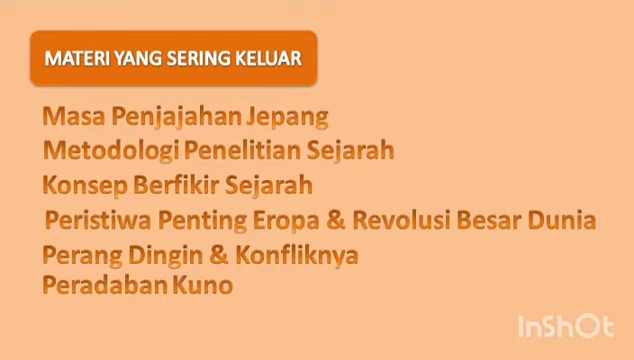 MATERI YANG SERING KELUAR
Masa Penjajahan Jepang
Metodologi Penelitian Sejarah
Konsep Berfikir Sejarah
Peristiwa Penting Eropa & Revolusi Besar Dunia
Perang Dingin & Konfliknya
Peradaban Kuno
InShOt